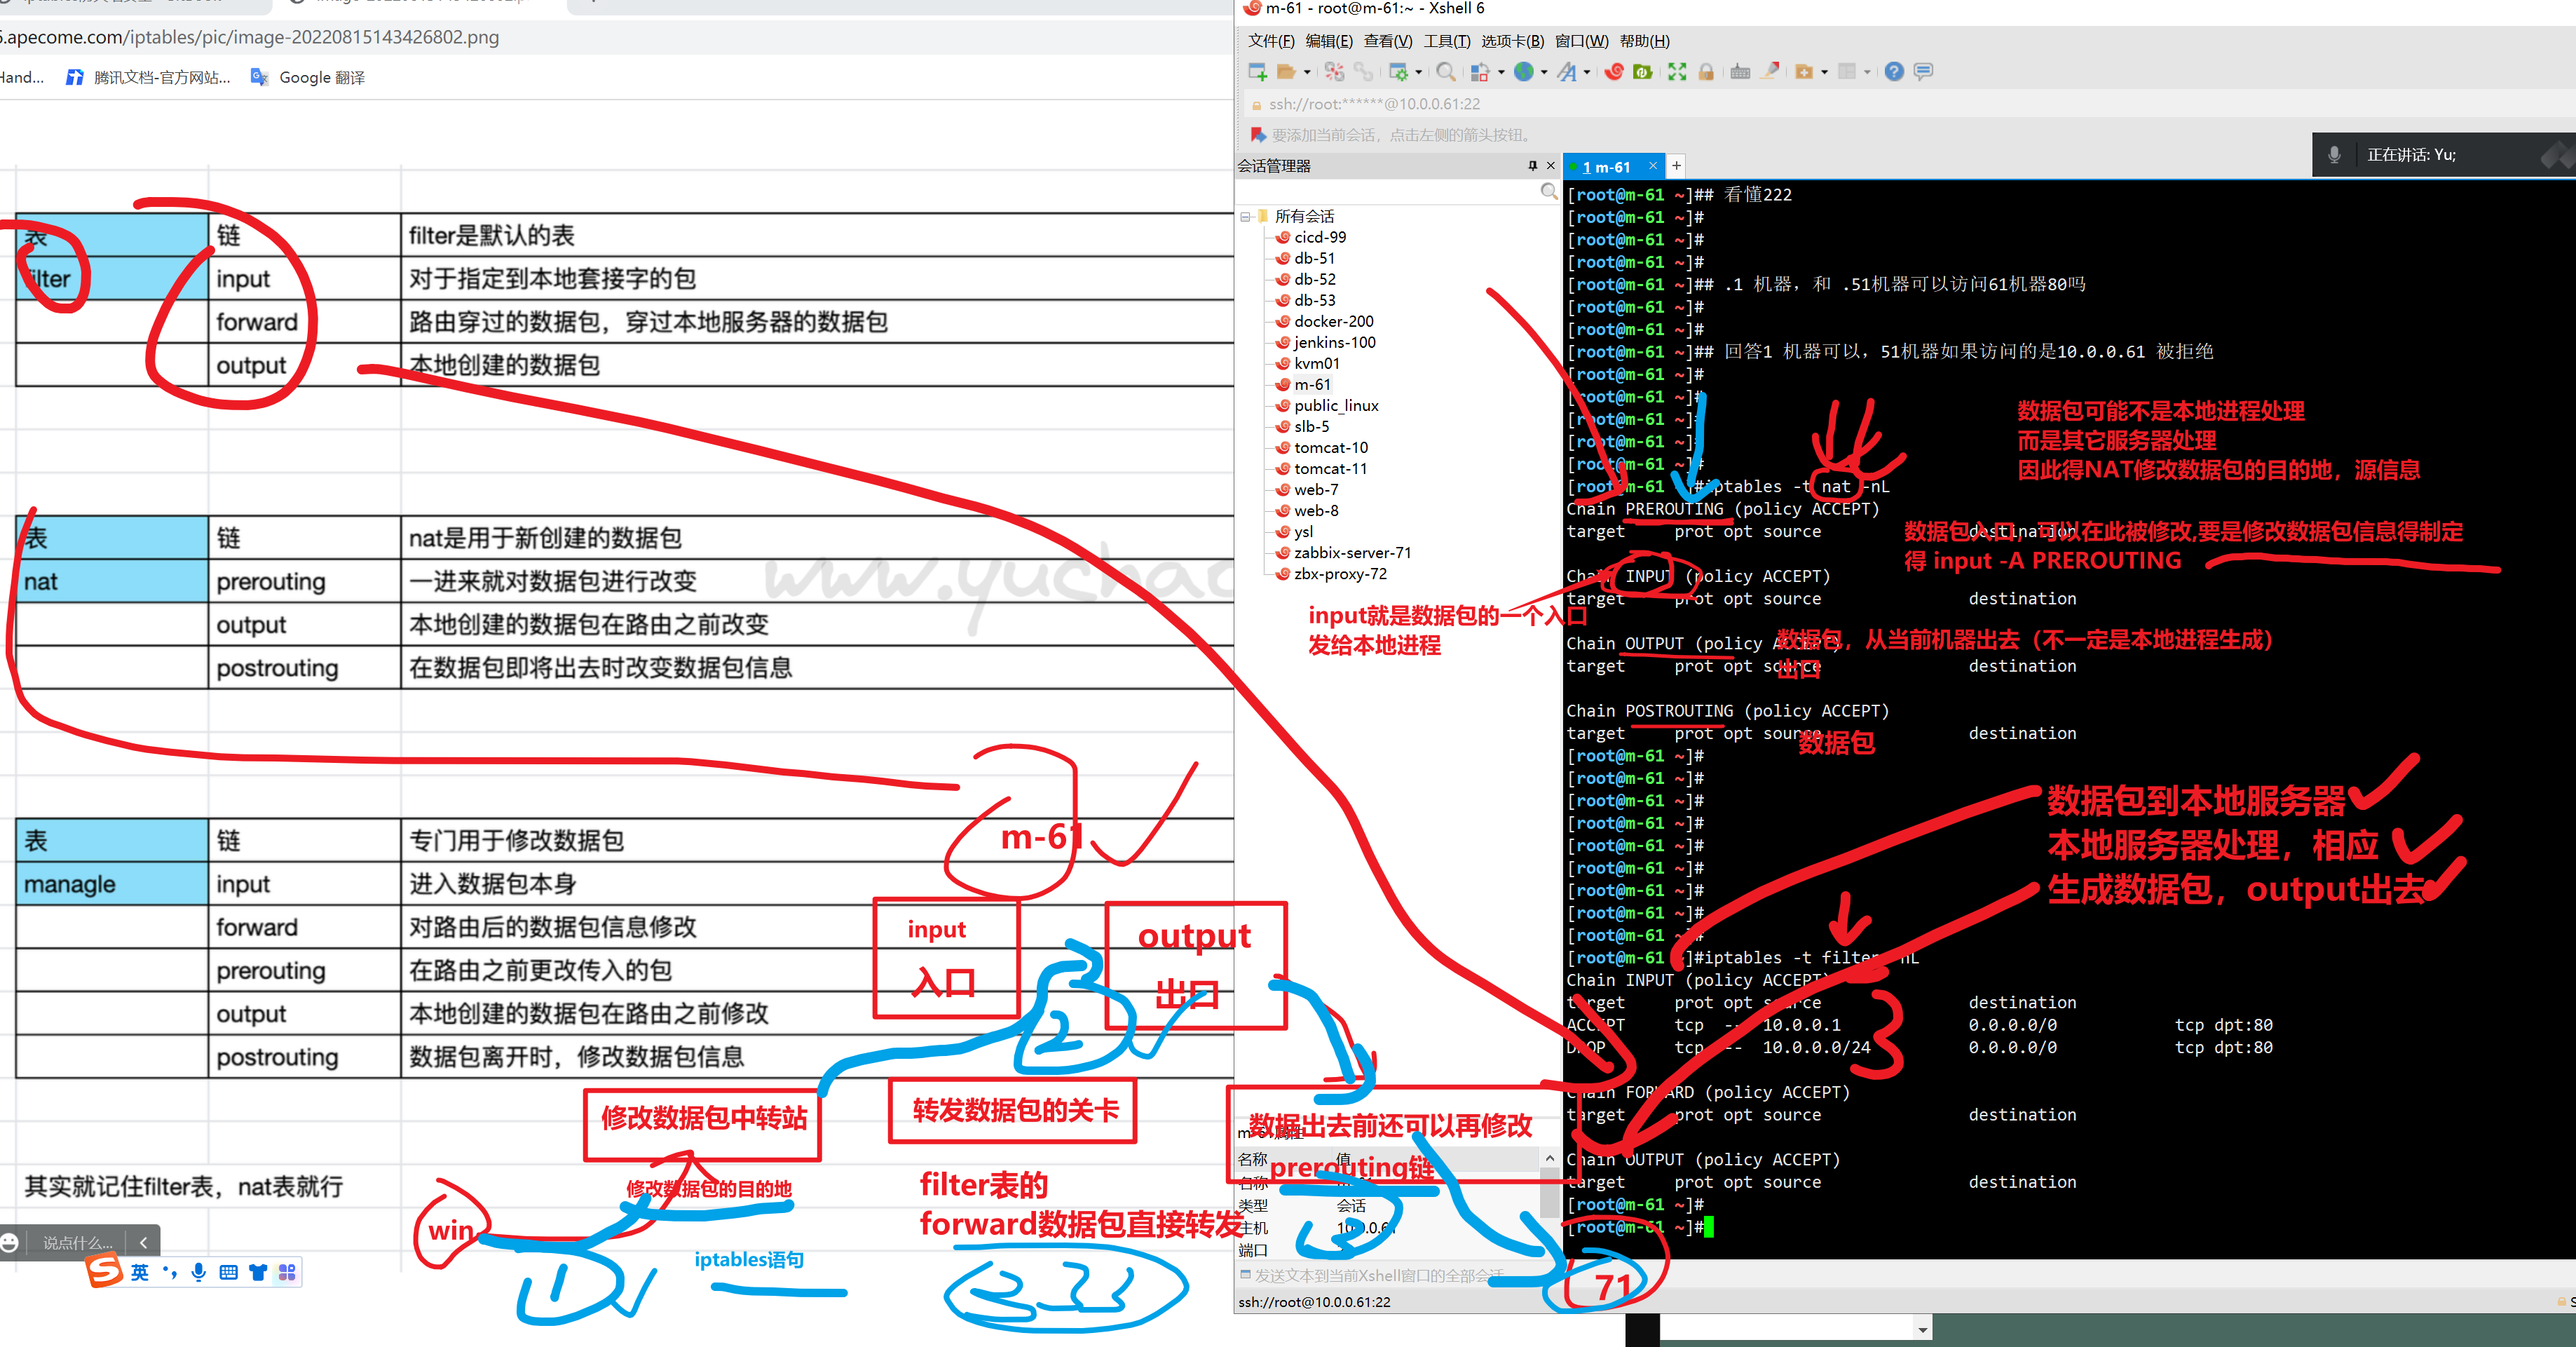 6.apecome.com/iptables/pic/image-20220815143426802.png
Hand...
腾讯文档-官方网站...
Google 翻译
表 链 filter是默认的表
filter input 对于指定到本地套接字的包
forward 路由穿过的数据包，穿过本地服务器的数据包
output 本地创建的数据包
表 链 nat是用于新创建的数据包
nat prerouting 一进来就对数据包进行改变
output 本地创建的数据包在路由之前改变
postrouting 在数据包即将出去时改变数据包信息
www.yuchao
表 链 专门用于修改数据包
managle input 进入数据包本身
forward 对路由后的数据包信息修改
prerouting 在路由之前更改传入的包
output 本地创建的数据包在路由之前修改
postrouting 数据包离开时，修改数据包信息
其实就记住filter表，nat表就行
说点什么...
英
m-61
input
入口
output
出口
2
修改数据包中转站
转发数据包的关卡
修改数据包的目的地
win
1
iptables语句
filter表的
forward数据包直接转发
数据出去前还可以再修改
prerouting链
3
71
m-61 - root@m-61:~ - Xshell 6
文件(F) 编辑(E) 查看(V) 工具(T) 选项卡(B) 窗口(W) 帮助(H)
ssh://root:******@10.0.0.61:22
要添加当前会话，点击左侧的箭头按钮。
会话管理器
所有会话
cicd-99
db-51
db-52
db-53
docker-200
jenkins-100
kvm01
m-61
public_linux
slb-5
tomcat-10
tomcat-11
web-7
web-8
ysl
zabbix-server-71
zbx-proxy-72
input就是数据包的一个入口
发给本地进程
名称 值
类型 会话
主机
端口
发送文本到当前Xshell窗口的全部会话
ssh://root@10.0.0.61:22
1 m-61
正在讲话: Yu;
[root@m-61 ~]## 看懂222
[root@m-61 ~]#
[root@m-61 ~]#
[root@m-61 ~]#
[root@m-61 ~]## .1 机器，和 .51机器可以访问61机器80吗
[root@m-61 ~]#
[root@m-61 ~]#
[root@m-61 ~]## 回答1 机器可以，51机器如果访问的是10.0.0.61 被拒绝
[root@m-61 ~]#
[root@m-61 ~]#
[root@m-61 ~]#
[root@m-61 ~]#
[root@m-61 ~]#
[root@m-61 ~]#iptables -t nat -nL
Chain PREROUTING (policy ACCEPT)
target prot opt source destination
Chain INPUT (policy ACCEPT)
target prot opt source destination
Chain OUTPUT (policy ACCEPT)
target prot opt source destination
Chain POSTROUTING (policy ACCEPT)
target prot opt source destination
[root@m-61 ~]#
[root@m-61 ~]#
[root@m-61 ~]#
[root@m-61 ~]#
[root@m-61 ~]#
[root@m-61 ~]#
[root@m-61 ~]#
[root@m-61 ~]#
[root@m-61 ~]#
[root@m-61 ~]#iptables -t filter -nL
Chain INPUT (policy ACCEPT)
target prot opt source destination
ACCEPT tcp -- 10.0.0.1 0.0.0.0/0 tcp dpt:80
DROP tcp -- 10.0.0.0/24 0.0.0.0/0 tcp dpt:80
Chain FORWARD (policy ACCEPT)
target prot opt source destination
Chain OUTPUT (policy ACCEPT)
target prot opt source destination
[root@m-61 ~]#
[root@m-61 ~]#
数据包可能不是本地进程处理
而是其它服务器处理
因此得NAT修改数据包的目的地，源信息
数据包入口，可以在此被修改,要是修改数据包信息得制定
得 input -A PREROUTING
数据包，从当前机器出去（不一定是本地进程生成）
出口
数据包
数据包到本地服务器
本地服务器处理，相应
生成数据包，output出去
3